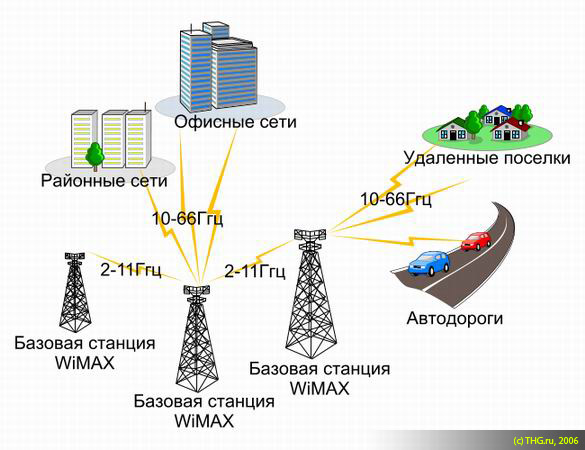 Офисные сети
Районные сети
Удаленные поселки
10-66Ггц
10-66Ггц
2-11Ггц
2-11Ггц
Автодороги
Базовая станция
WiMAX
Базовая станция
WiMAX
Базовая станция
WiMAX
(c) THG.ru, 2006